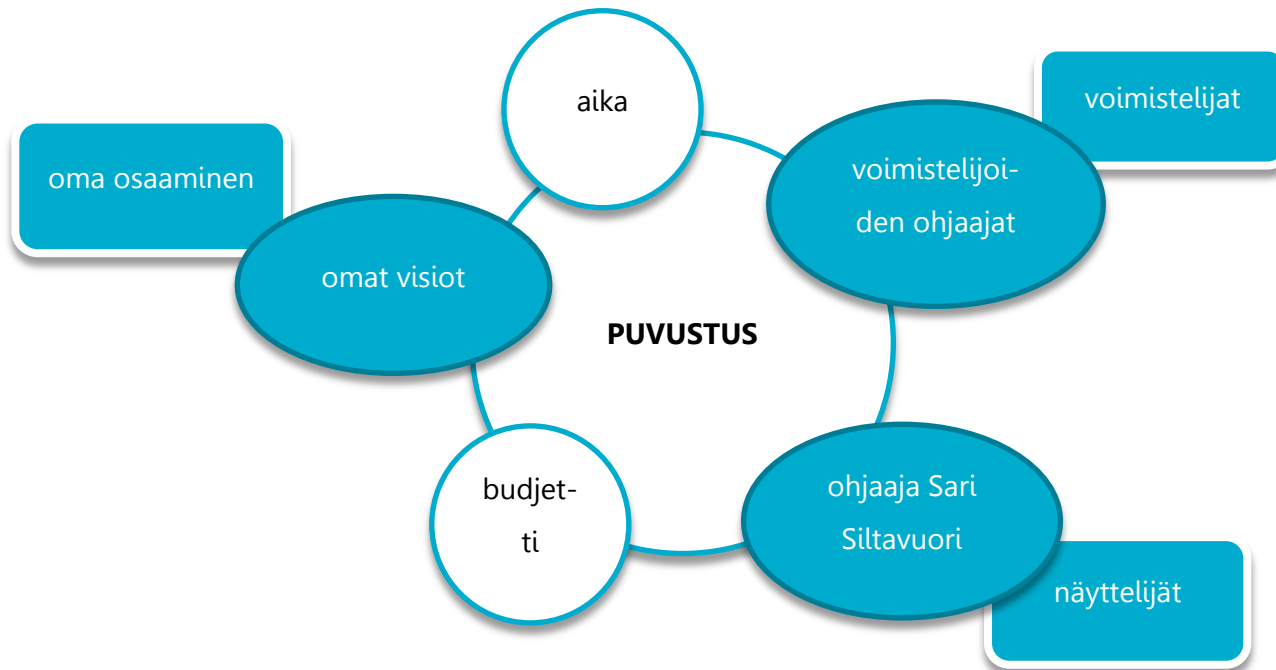 aika
voimistelijat
oma osaaminen
voimistelijoi-
den ohjaajat
omat visiot
PUVUSTUS
budjet-
ti
ohjaaja Sari
Siltavuori
näyttelijät